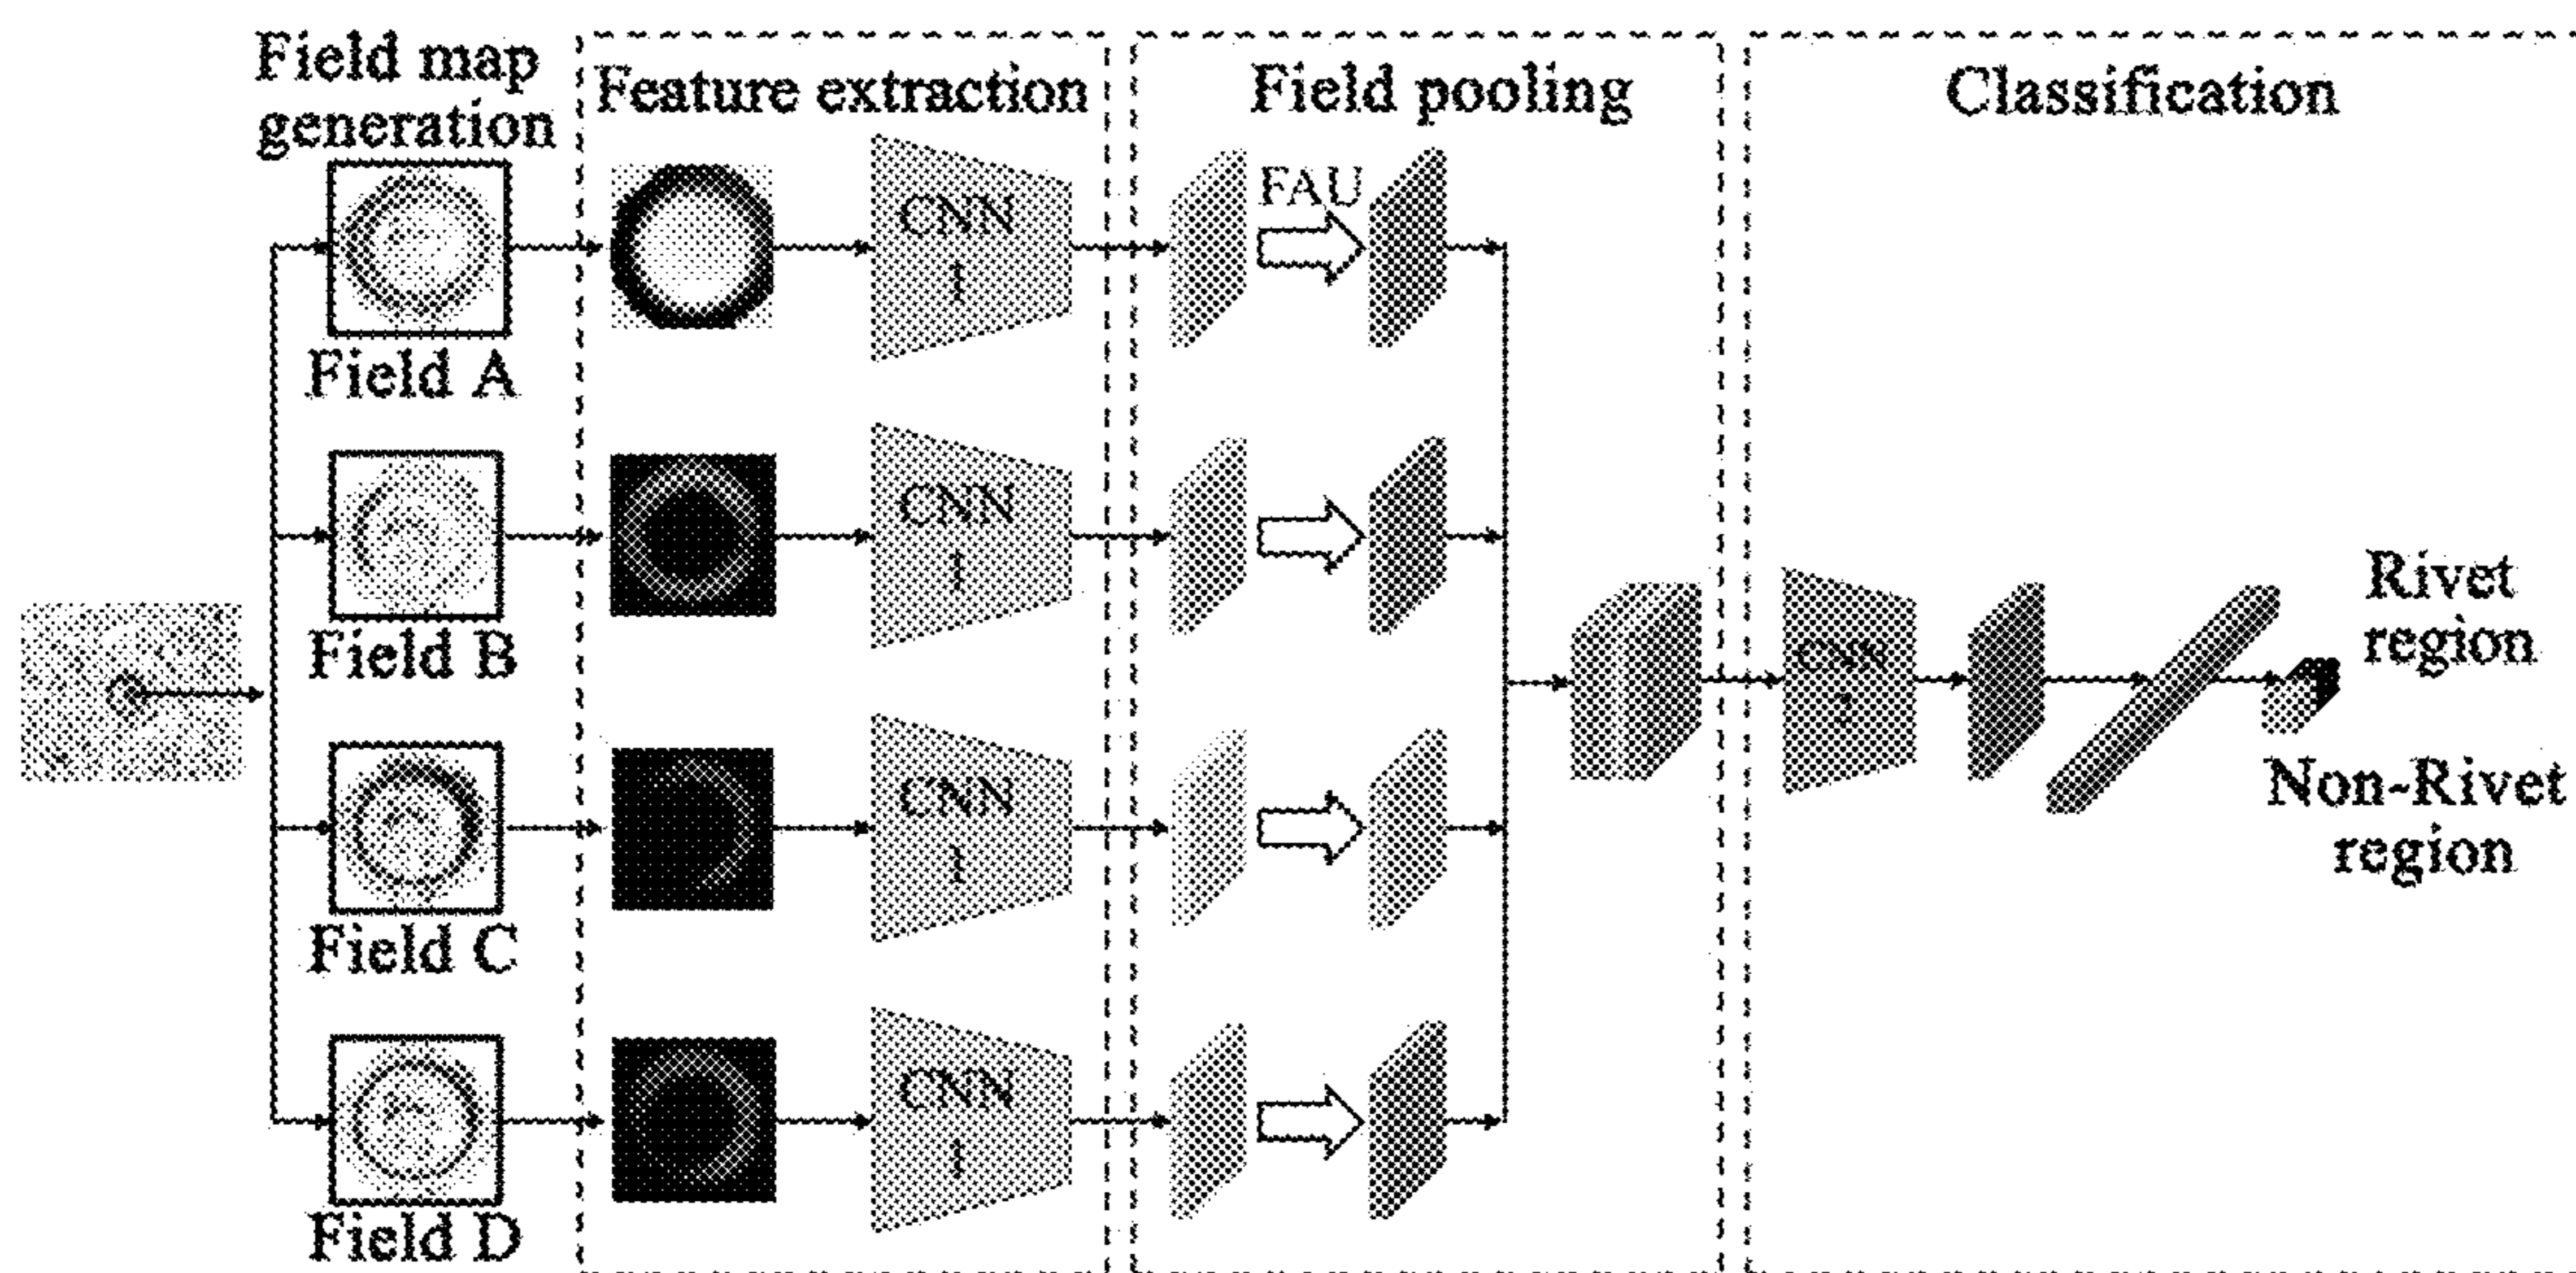 Field map
generation
Feature extraction
Field pooling
Classification
Field A
CNN
1
FAU
Field B
CNN
1
Field C
CNN
1
Field D
CNN
1
CNN
Rivet
region
Non-Rivet
region